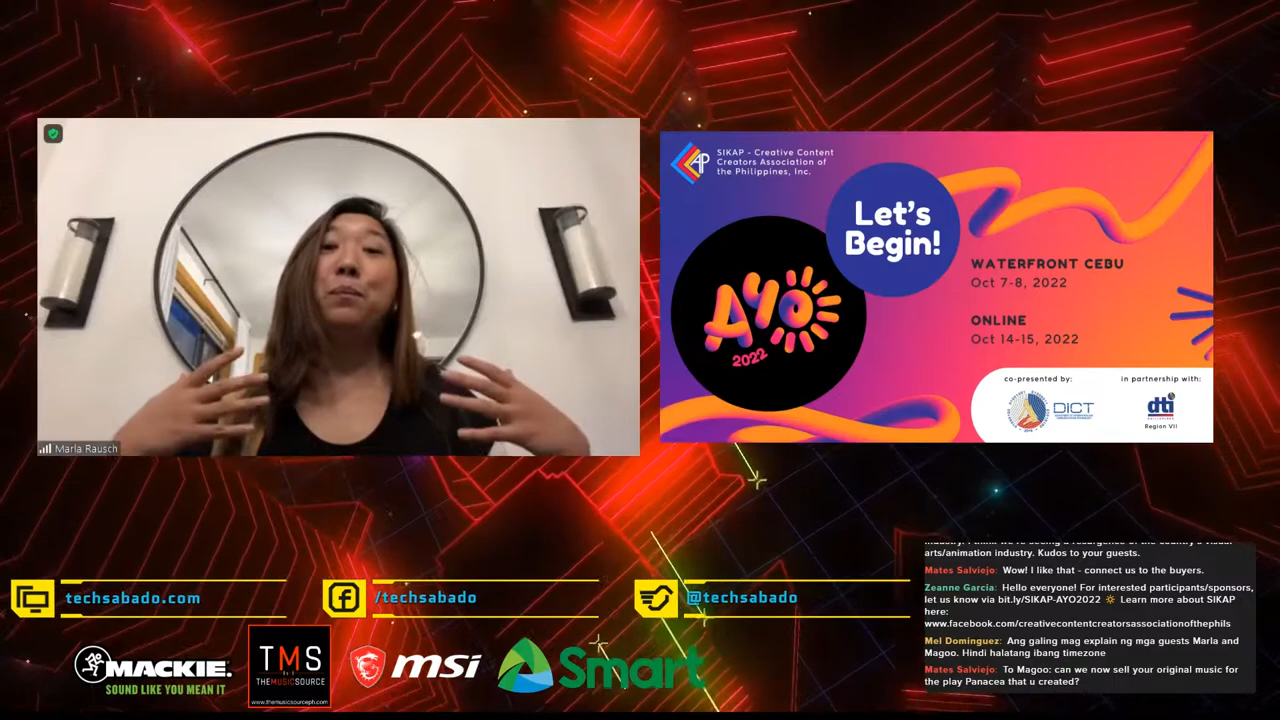 SIKAP - Creative Content
Creators Association of
the Philippines, Inc.
Let's
Begin!
AYO
2022
WATERFRONT CEBU
Oct 7-8, 2022
ONLINE
Oct 14-15, 2022
co-presented by:
in partnership with:
DICT
dti
PHILIPPINES
Region VII
Marla Rausch
arts/animation industry. Kudos to your guests.
Mates Salviejo: Wow! I like that - connect us to the buyers.
Zeanne Garcia: Hello everyone! For interested participants/sponsors,
let us know via bit.ly/SIKAP-AYO2022 🔆 Learn more about SIKAP
here:
www.facebook.com/creativecontentcreatorsassociationofthephils
Mel Dominguez: Ang galing mag explain ng mga guests Marla and
Magoo. Hindi halatang ibang timezone
Mates Salviejo: To Magoo: can we now sell your original music for
the play Panacea that u created?
techsabado.com
/techsabado
@techsabado
MACKIE.
SOUND LIKE YOU MEAN IT
TMS
THEMUSICSOURCE
www.themusicsourceph.com
msi
Smart